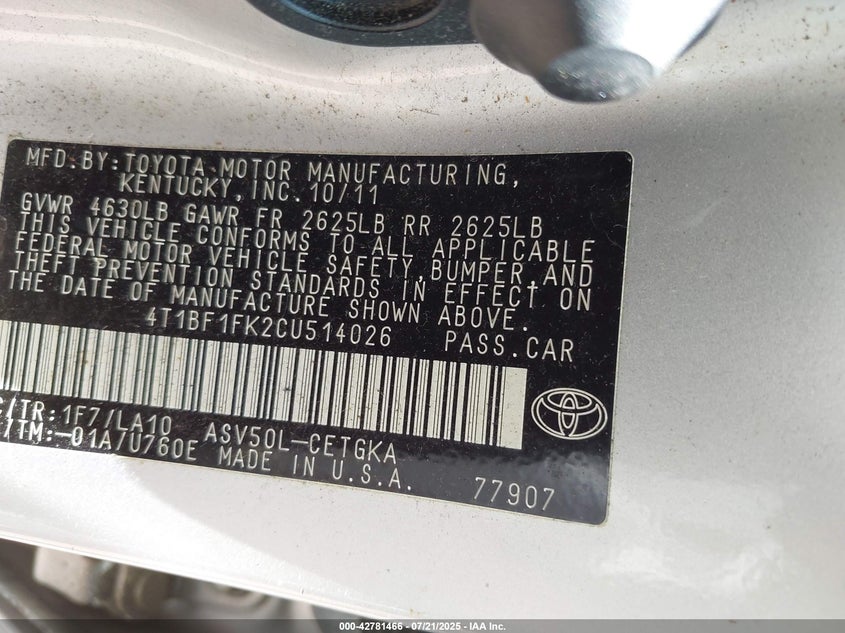 MFD.BY:TOYOTA MOTOR MANUFACTURING,
KENTUCKY, INC. 10/11
GVWR 4630LB GAWR FR 2625LB RR 2625LB
THIS VEHICLE CONFORMS TO ALL APPLICABLE
FEDERAL MOTOR VEHICLE SAFETY,BUMPER,AND
THEFT PREVENTION STANDARDS IN EFFECT ON
THE DATE OF MANUFACTURE SHOWN ABOVE.
4T1BF1FK2CU514026 PASS.CAR
C/TR:1F7/LA10 ASV50L-CETGKA
/TM:-01A/U760E MADE IN U.S.A. 77907
000-42781466 - 07/21/2025 - IAA Inc.